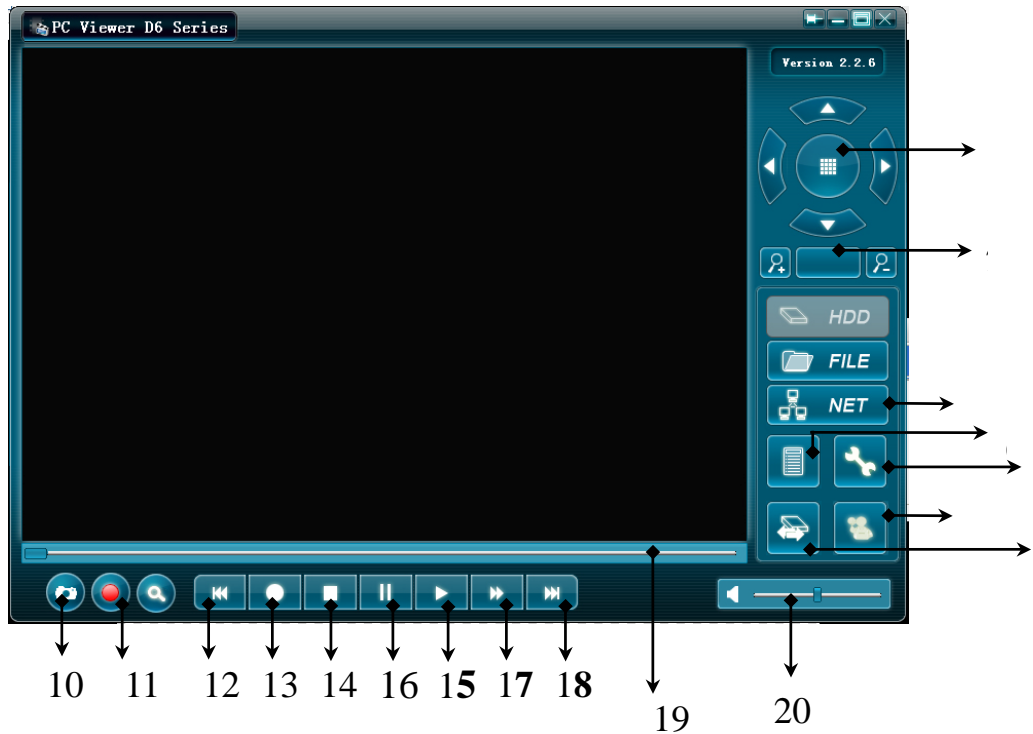 PC Viewer D6 Series
Version 2.2.6
HDD
FILE
NET
10 11 12 13 14 16 15 17 18
19 20